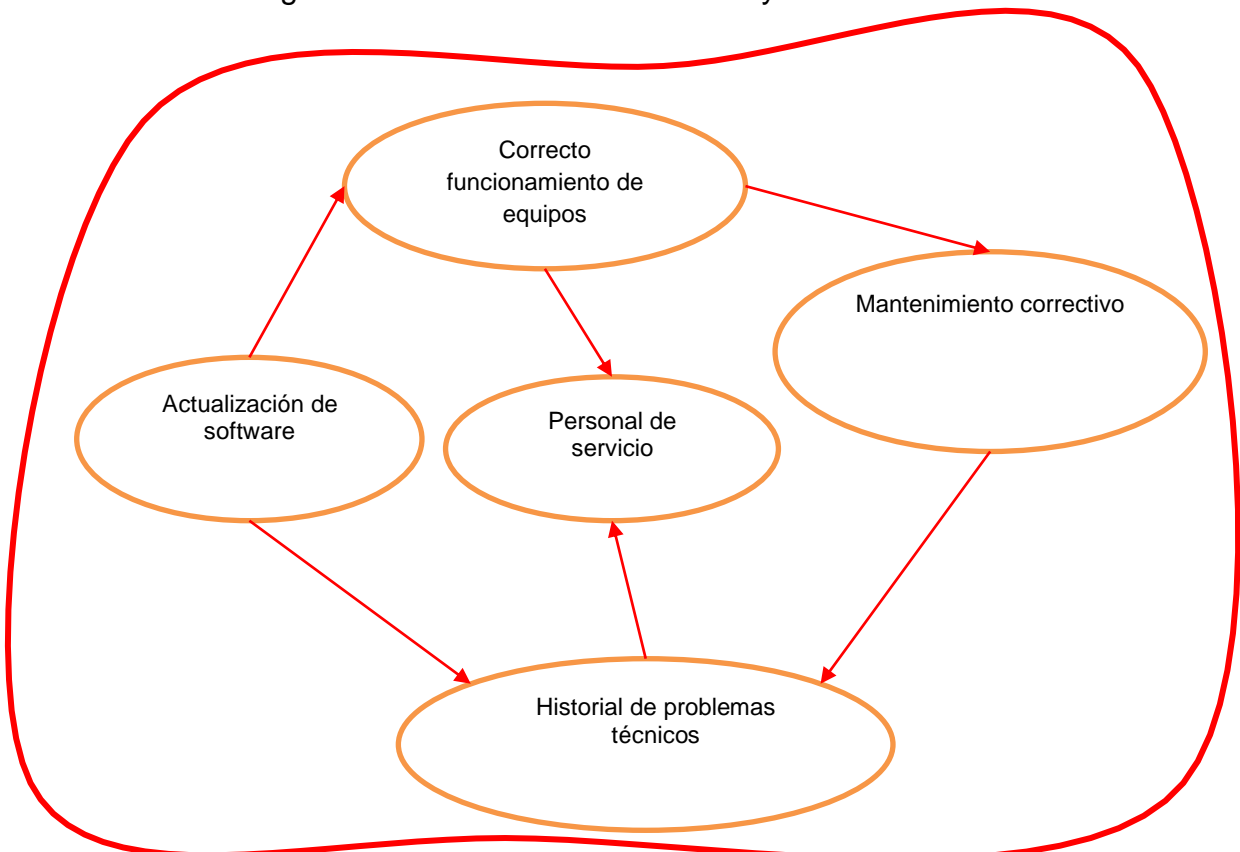 Correcto
funcionamiento de
equipos
Mantenimiento correctivo
Actualización de
software
Personal de
servicio
Historial de problemas
técnicos